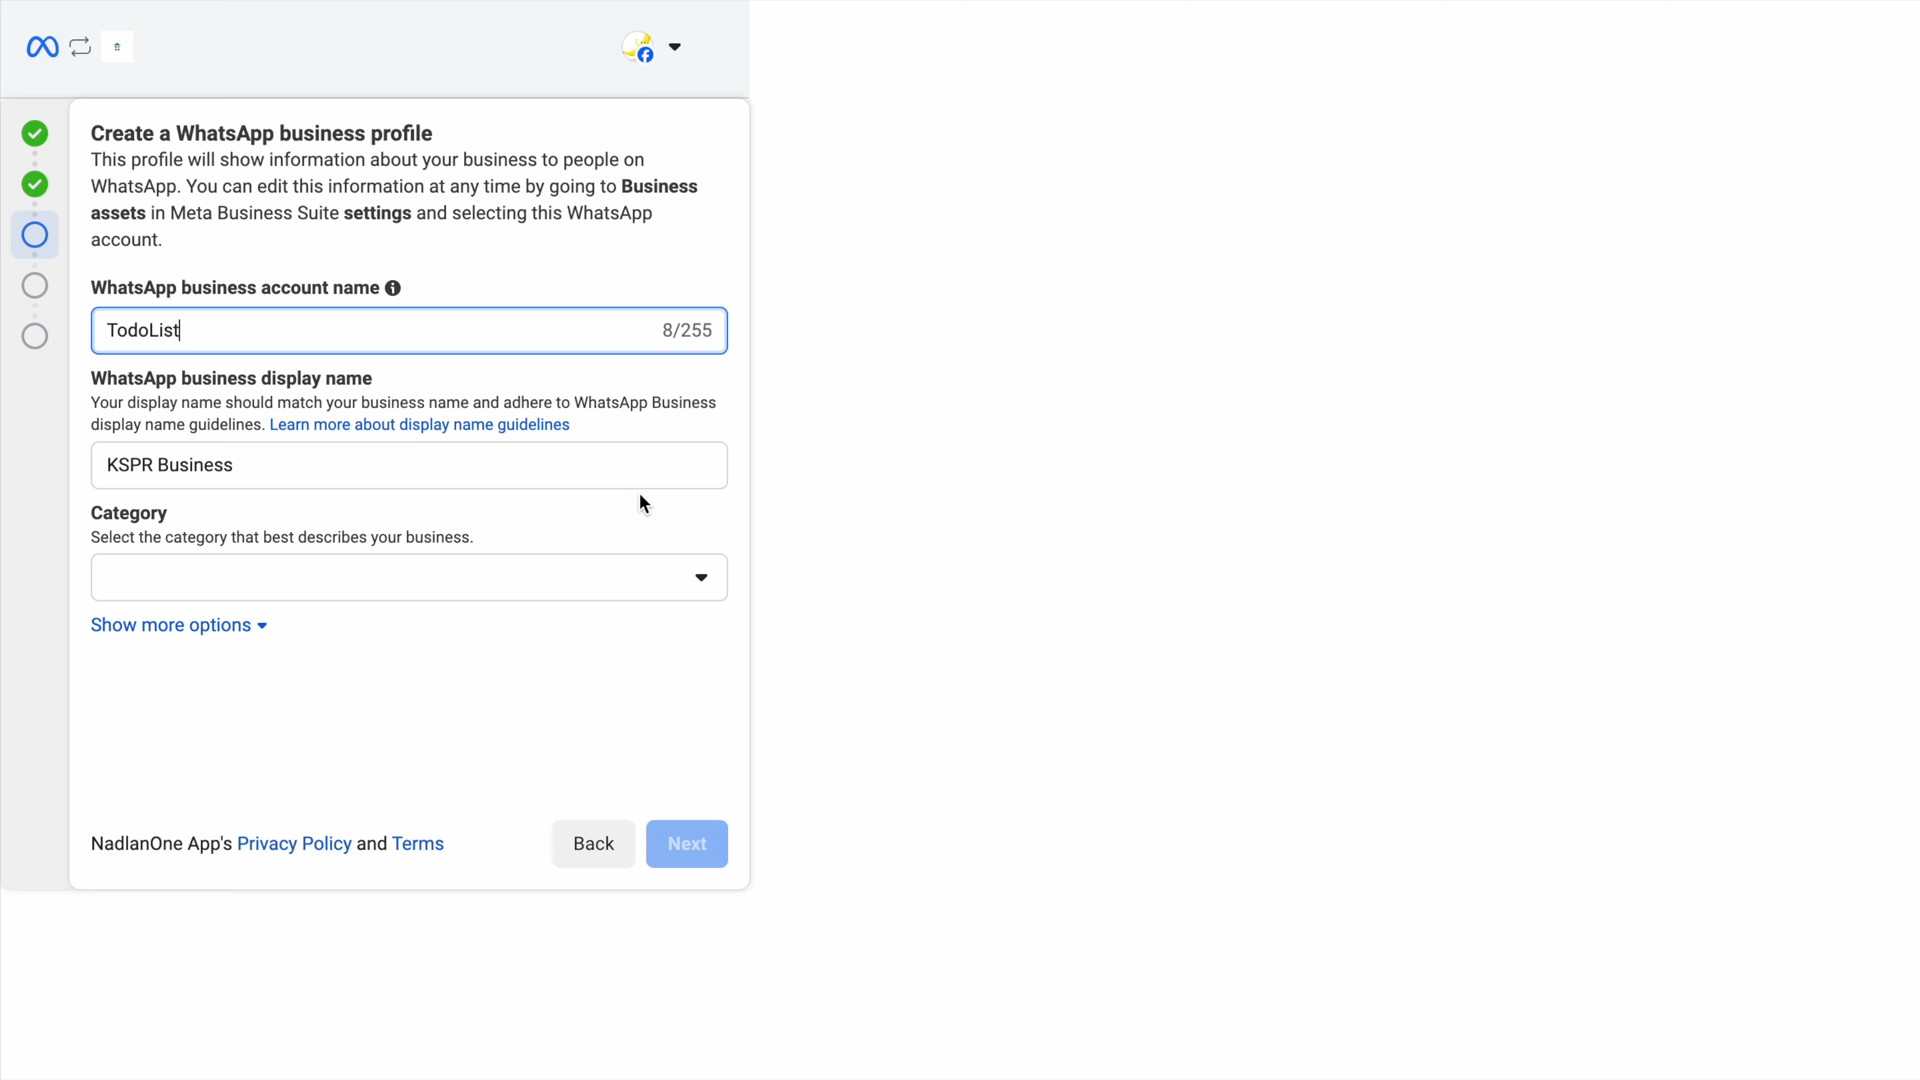 Create a WhatsApp business profile
This profile will show information about your business to people on
WhatsApp. You can edit this information at any time by going to Business
assets in Meta Business Suite settings and selecting this WhatsApp
account.
WhatsApp business account name
TodoList 8/255
WhatsApp business display name
Your display name should match your business name and adhere to WhatsApp Business
display name guidelines. Learn more about display name guidelines
KSPR Business
Category
Select the category that best describes your business.
Show more options
NadlanOne App's Privacy Policy and Terms
Back
Next